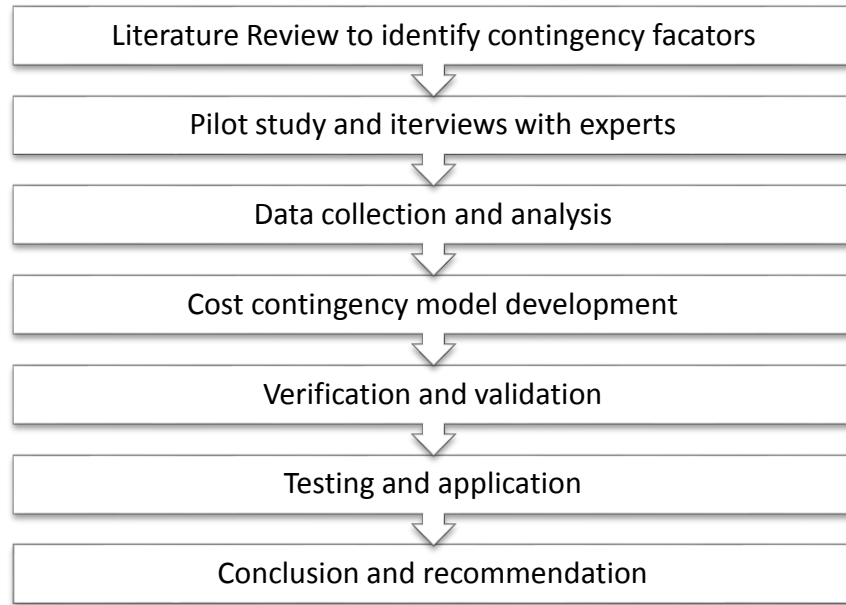 Literature Review to identify contingency facators
Pilot study and iterviews with experts
Data collection and analysis
Cost contingency model development
Verification and validation
Testing and application
Conclusion and recommendation